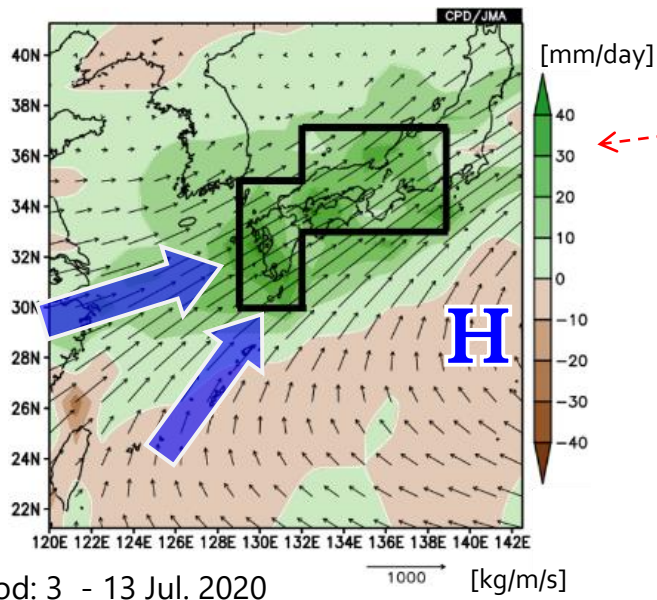 CPD/JMA
[mm/day]
40N
38N
36N
34N
32N
30N
28N
26N
24N
22N
40
30
20
10
0
−10
−20
−30
−40
H
120E 122E 124E 126E 128E 130E 132E 134E 136E 138E 140E 142E
1000 [kg/m/s]
od: 3 - 13 Jul. 2020